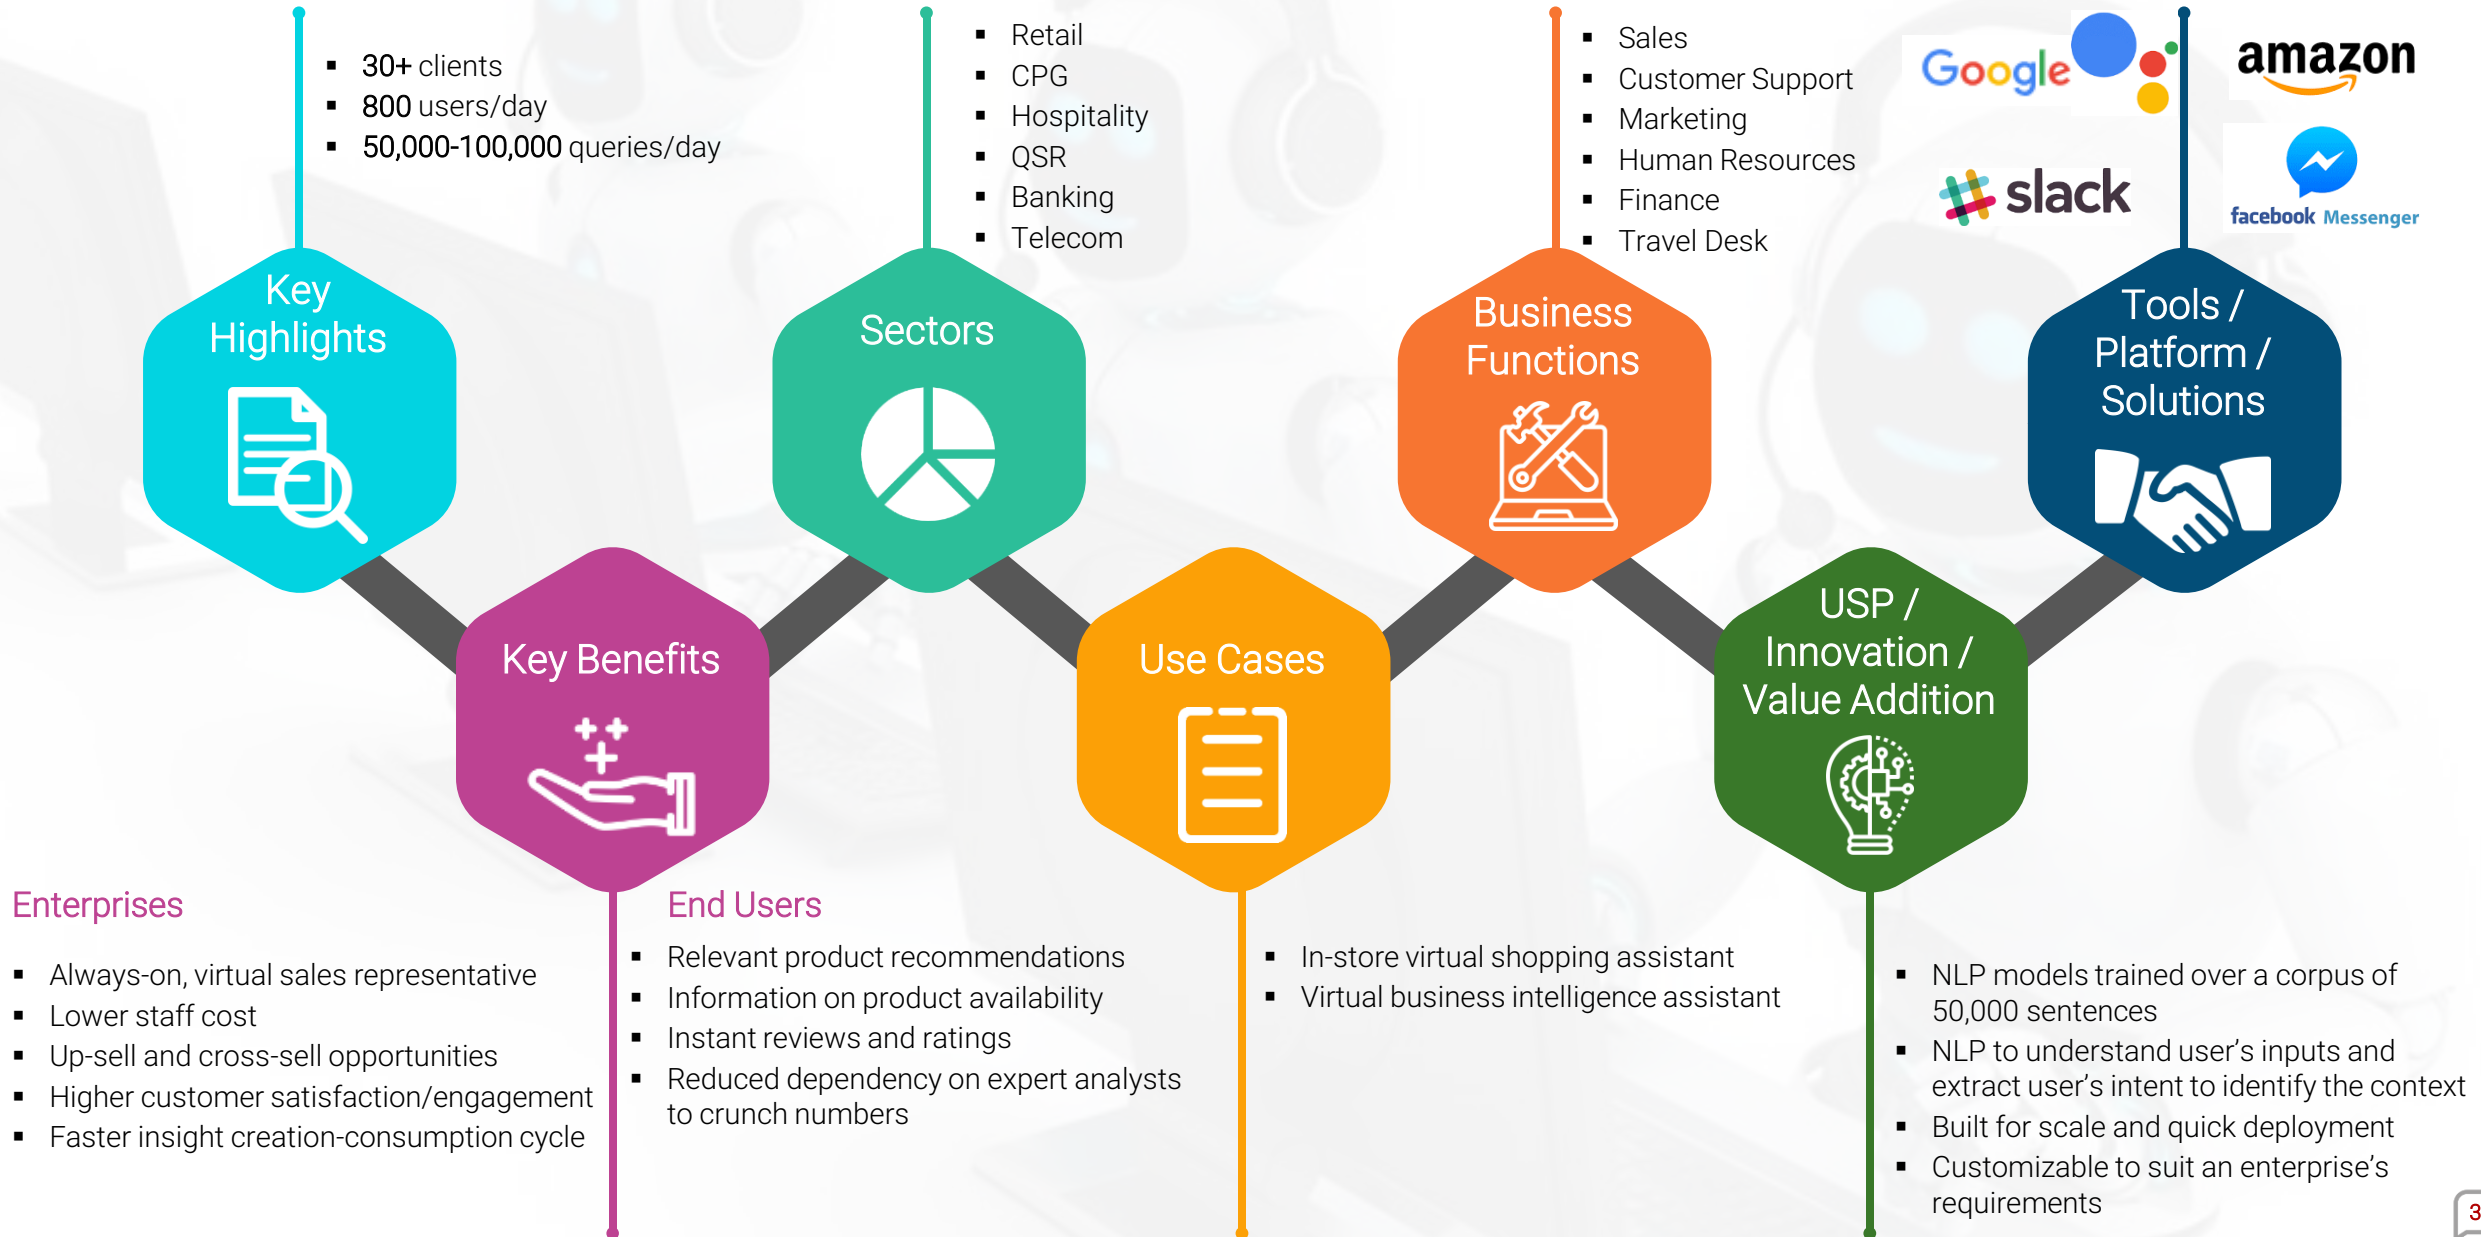 30+ clients
800 users/day
50,000-100,000 queries/day
Key
Highlights
Enterprises
Always-on, virtual sales representative
Lower staff cost
Up-sell and cross-sell opportunities
Higher customer satisfaction/engagement
Faster insight creation-consumption cycle
Key Benefits
End Users
Relevant product recommendations
Information on product availability
Instant reviews and ratings
Reduced dependency on expert analysts
to crunch numbers
Retail
CPG
Hospitality
QSR
Banking
Telecom
Sectors
Use Cases
In-store virtual shopping assistant
Virtual business intelligence assistant
Sales
Customer Support
Marketing
Human Resources
Finance
Travel Desk
Business
Functions
USP /
Innovation /
Value Addition
NLP models trained over a corpus of
50,000 sentences
NLP to understand user’s inputs and
extract user’s intent to identify the context
Built for scale and quick deployment
Customizable to suit an enterprise’s
requirements
Google
amazon
slack
facebook Messenger
Tools /
Platform /
Solutions
3